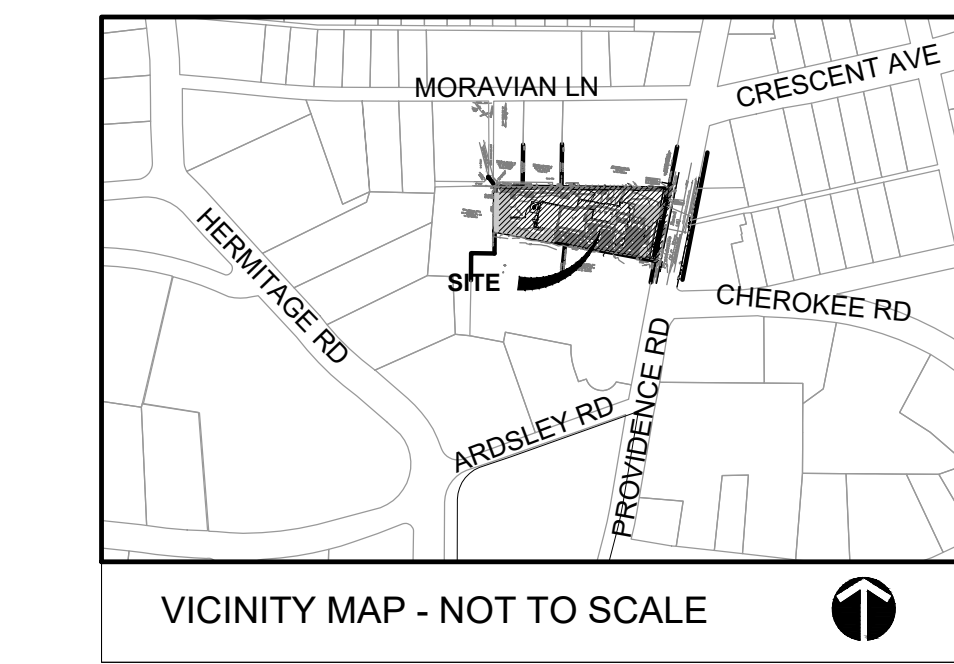 MORAVIAN LN
CRESCENT AVE
HERMITAGE RD
SITE
CHEROKEE RD
PROVIDENCE RD
ARDSLEY RD
VICINITY MAP - NOT TO SCALE